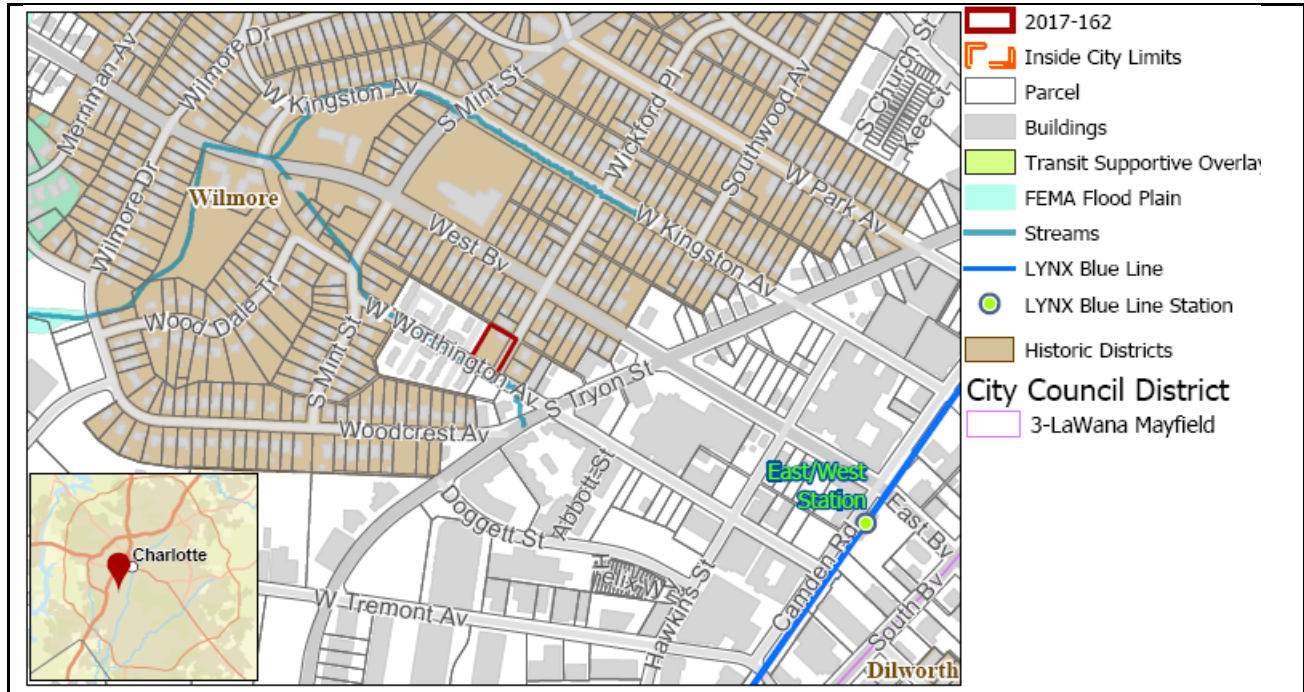 Merriman Av
Wilmore Dr
W Kingston Av
S Mint St
Wickford Pl
Southwood Av
S Church St
Kee Ct
W Park Av
Wilmore Dr
Wilmore
West Bv
W Kingston Av
Wood Dale Tr
S Mint St
W Worthington Av
S Tryon St
Woodcrest Av
East/West
Station
Abbott St
Doggett St
East Bv
Camden Rd
Hawkins St
South Bv
W Tremont Av
Dilworth
Charlotte
2017-162
Inside City Limits
Parcel
Buildings
Transit Supportive Overlay
FEMA Flood Plain
Streams
LYNX Blue Line
LYNX Blue Line Station
Historic Districts
City Council District
3-LaWana Mayfield